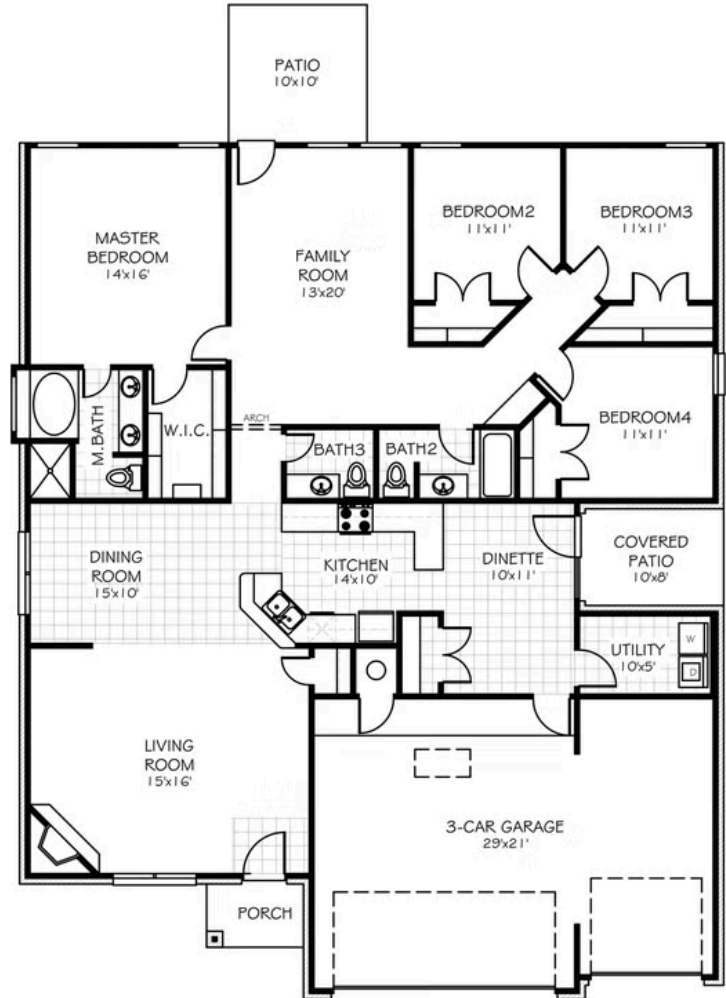 PATIO
10'x10'
MASTER
BEDROOM
14'x16'
FAMILY
ROOM
13'x20'
BEDROOM2
11'x11'
BEDROOM3
11'x11'
M.BATH
W.I.C.
ARCH
BATH3
BATH2
BEDROOM4
11'x11'
DINING
ROOM
15'x10'
KITCHEN
14'x10'
DINETTE
10'x11'
COVERED
PATIO
10'x8'
UTILITY
10'x5'
W
D
LIVING
ROOM
15'x16'
3-CAR GARAGE
29'x21'
PORCH